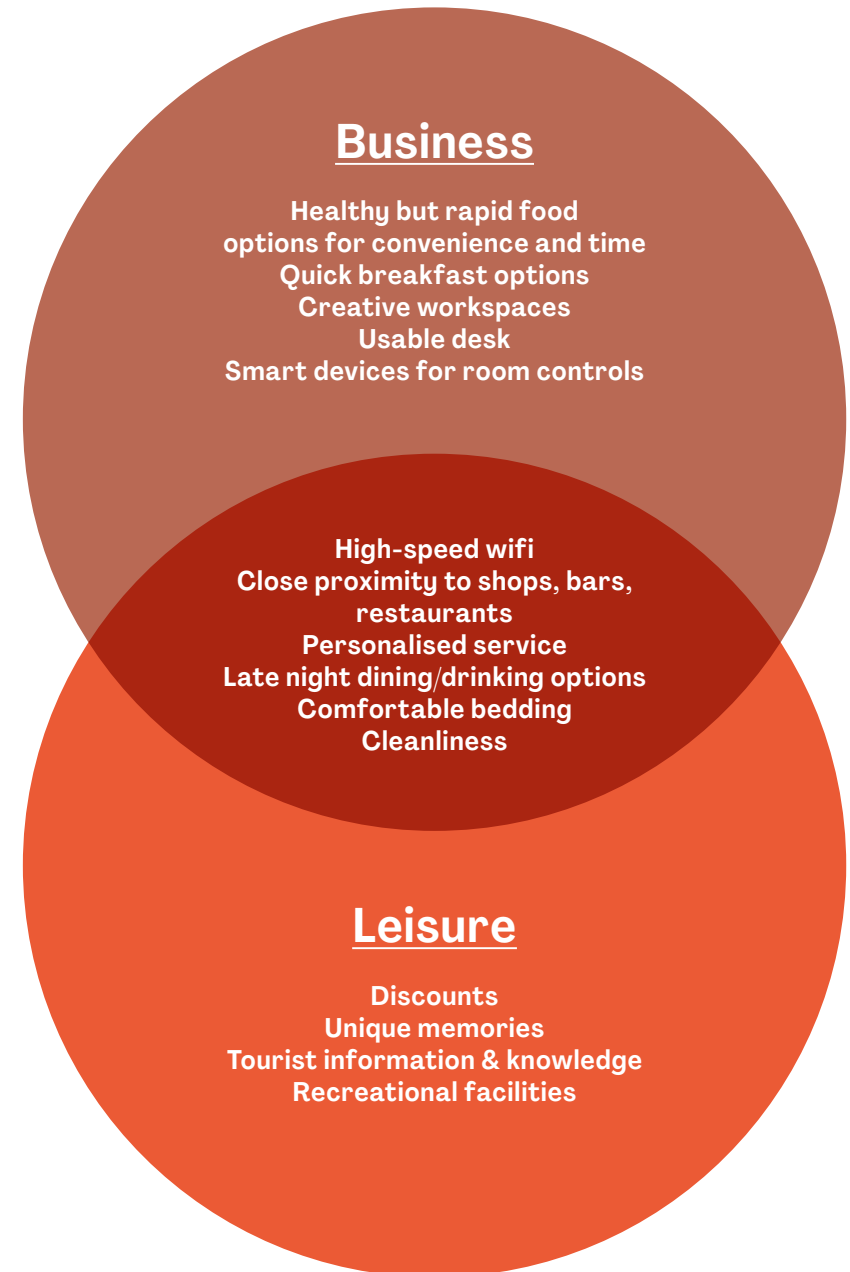 Business
Healthy but rapid food
options for convenience and time
Quick breakfast options
Creative workspaces
Usable desk
Smart devices for room controls
High-speed wifi
Close proximity to shops, bars,
restaurants
Personalised service
Late night dining/drinking options
Comfortable bedding
Cleanliness
Leisure
Discounts
Unique memories
Tourist information & knowledge
Recreational facilities